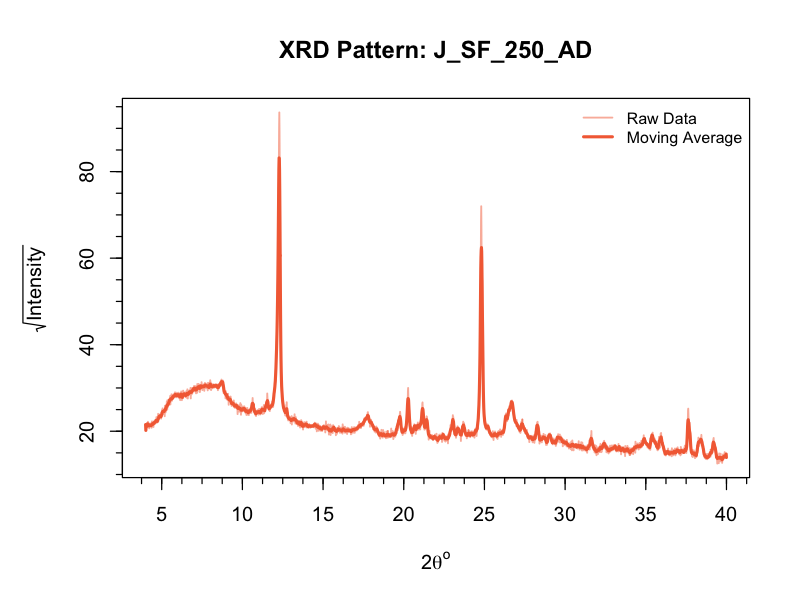 XRD Pattern: J_SF_250_AD
Raw Data
Moving Average
√Intensity
80
60
40
20
5 10 15 20 25 30 35 40
2θ°